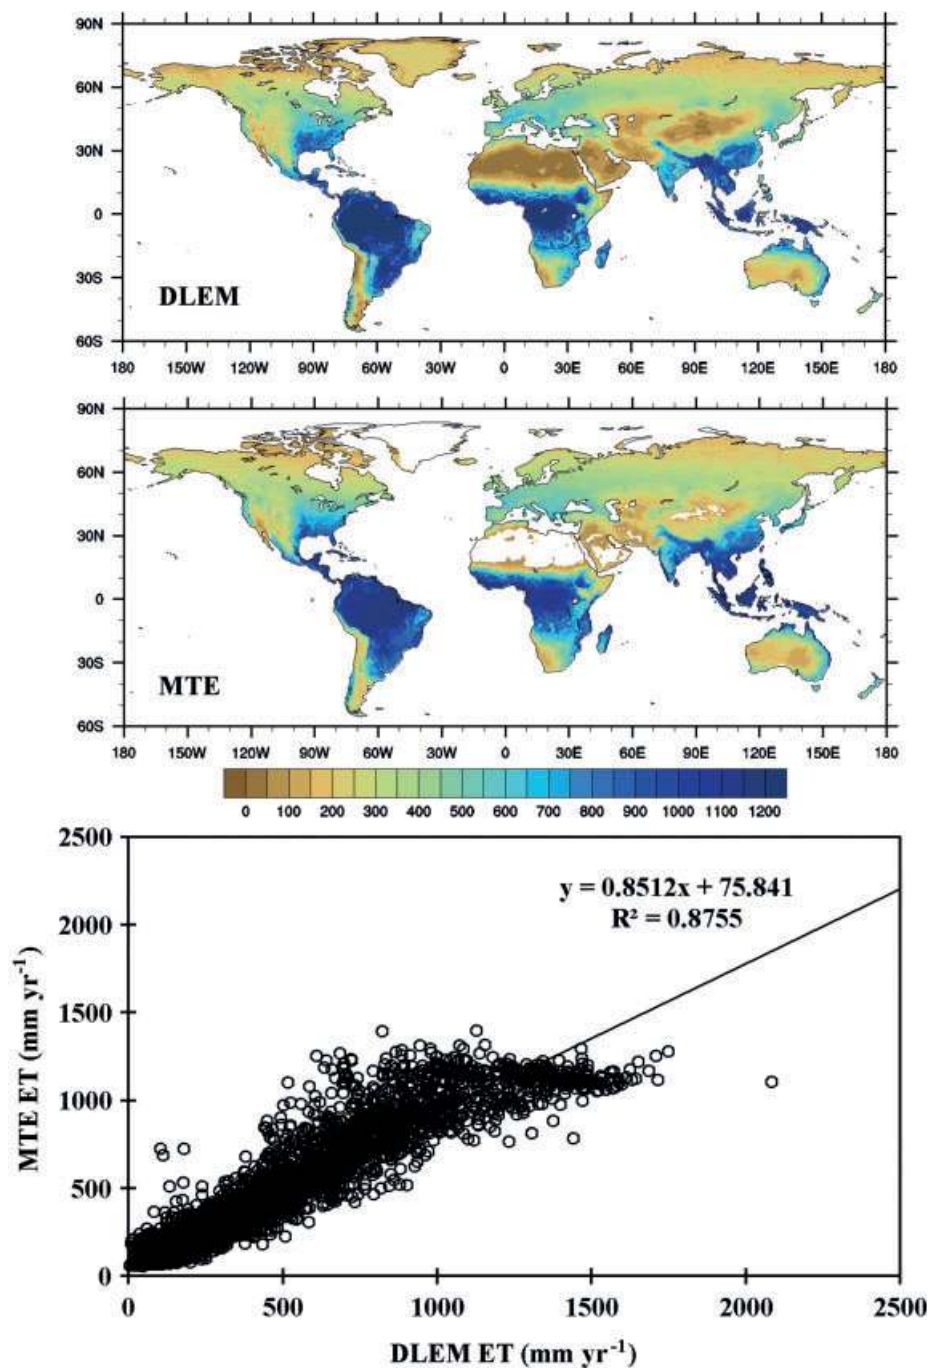 90N
60N
30N
0
30S
60S
DLEM
180 150W 120W 90W 60W 30W 0 30E 60E 90E 120E 150E 180
90N
60N
30N
0
30S
60S
MTE
180 150W 120W 90W 60W 30W 0 30E 60E 90E 120E 150E 180
0 100 200 300 400 500 600 700 800 900 1000 1100 1200
2500
2000
1500
1000
500
0
MTE ET (mm yr⁻¹)
y = 0.8512x + 75.841
R² = 0.8755
0 500 1000 1500 2000 2500
DLEM ET (mm yr⁻¹)